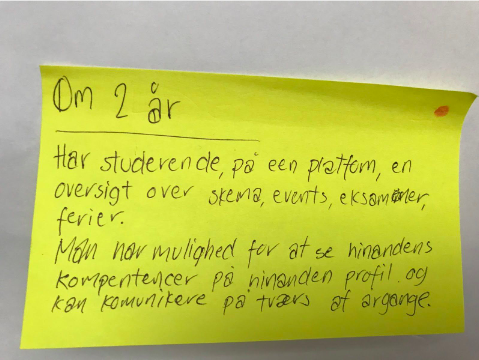 Om 2 år
Har studerende, på een platfom, en
oversigt over skema, events, eksamener,
ferier.
Man har mulighed for at se hinandens
kompentencer på hinanden profil og
kan komunikere på tværs af argange.